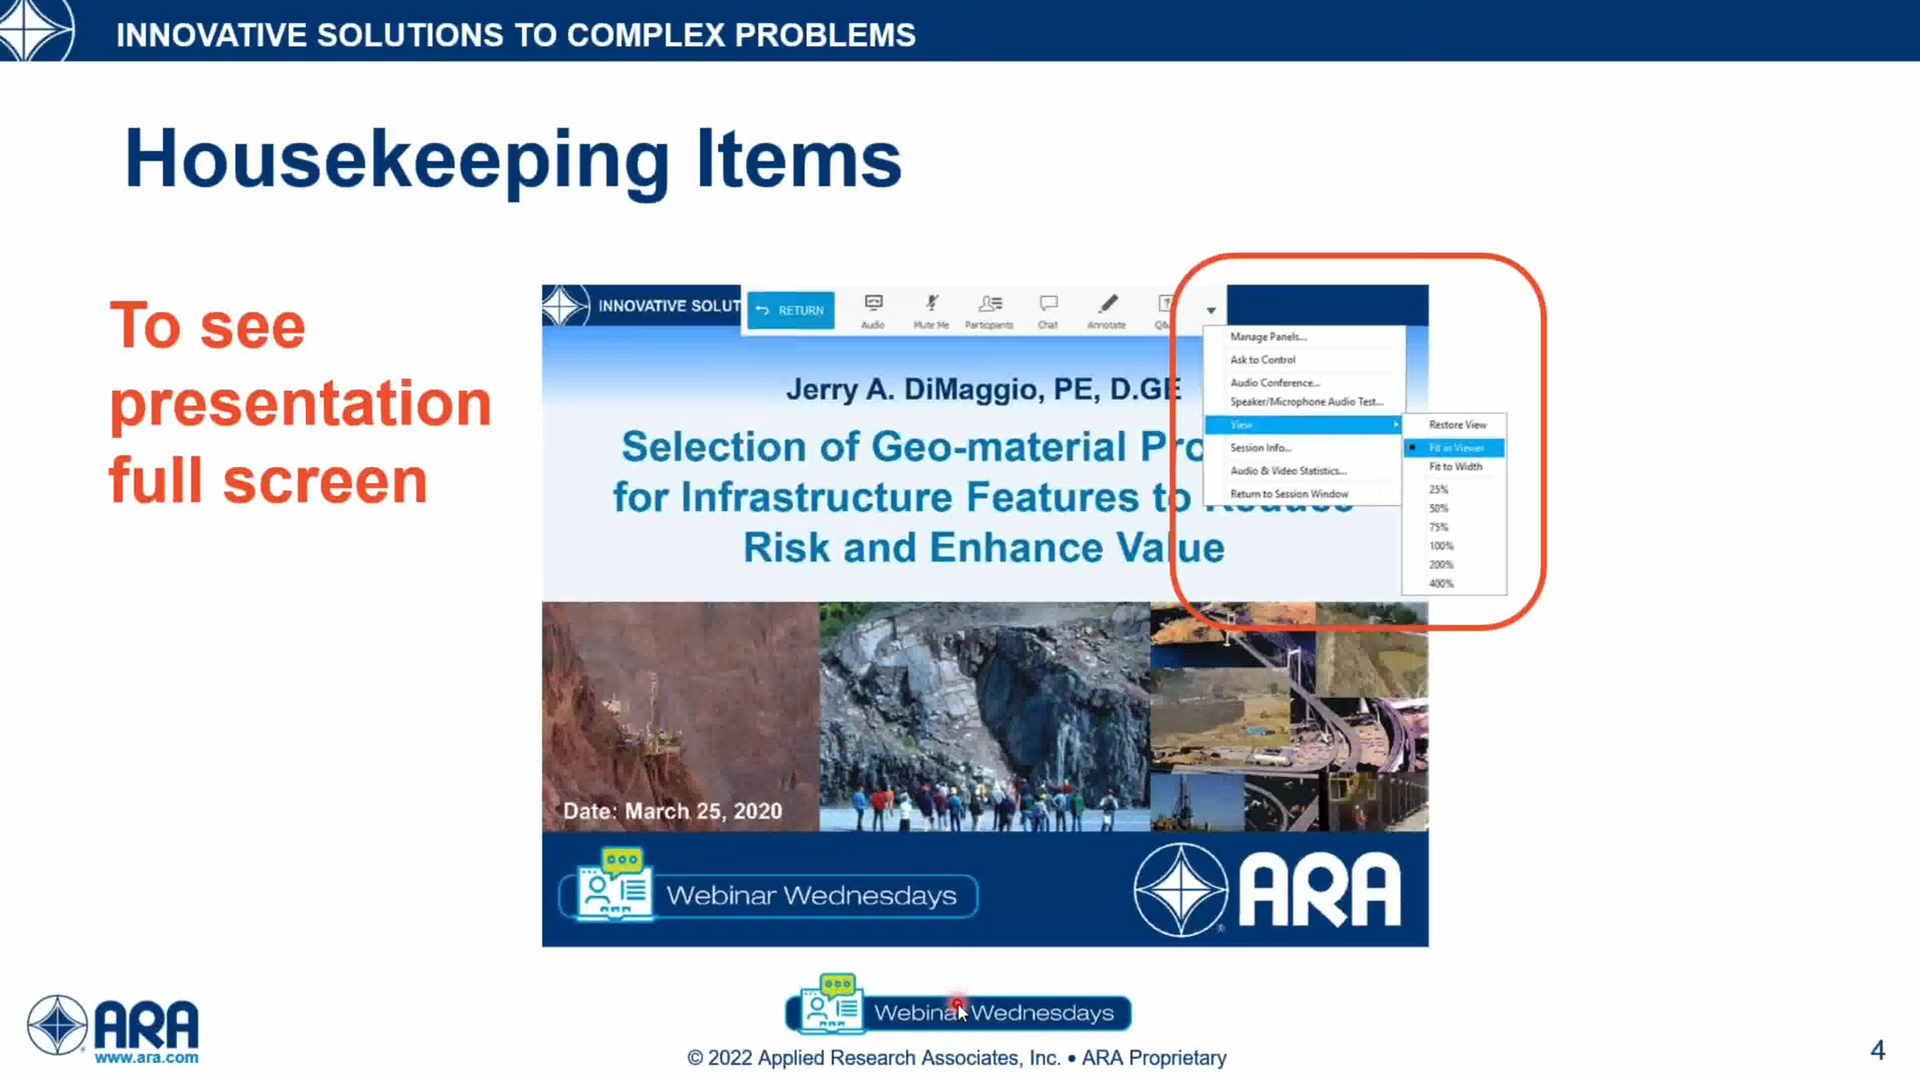 INNOVATIVE SOLUTIONS TO COMPLEX PROBLEMS
Housekeeping Items
To see
presentation
full screen
INNOVATIVE SOLUT
RETURN
Audio
Mute Me
Participants
Chat
Annotate
Manage Panels...
Ask to Control
Audio Conference...
Speaker/Microphone Audio Test...
View
Session Info...
Audio & Video Statistics...
Return to Session Window
Restore View
Fit in Viewer
Fit to Width
25%
50%
75%
100%
200%
400%
Jerry A. DiMaggio, PE, D.GE
Selection of Geo-material Pro
for Infrastructure Features to Reduce
Risk and Enhance Value
Date: March 25, 2020
Webinar Wednesdays
ARA
Webinar Wednesdays
ARA
www.ara.com
© 2022 Applied Research Associates, Inc. • ARA Proprietary
4